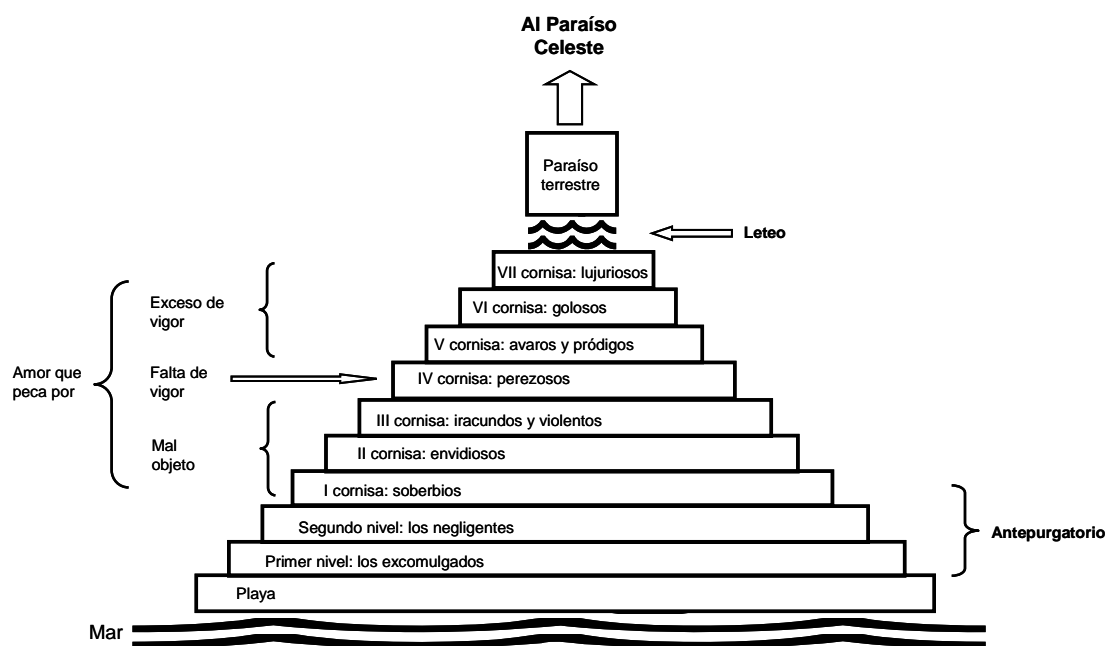 Al Paraíso
Celeste
Paraíso
terrestre
Leteo
VII cornisa: lujuriosos
Exceso de
vigor
VI cornisa: golosos
V cornisa: avaros y pródigos
Amor que
peca por
Falta de
vigor
IV cornisa: perezosos
III cornisa: iracundos y violentos
Mal
objeto
II cornisa: envidiosos
I cornisa: soberbios
Segundo nivel: los negligentes
Antepurgatorio
Primer nivel: los excomulgados
Playa
Mar